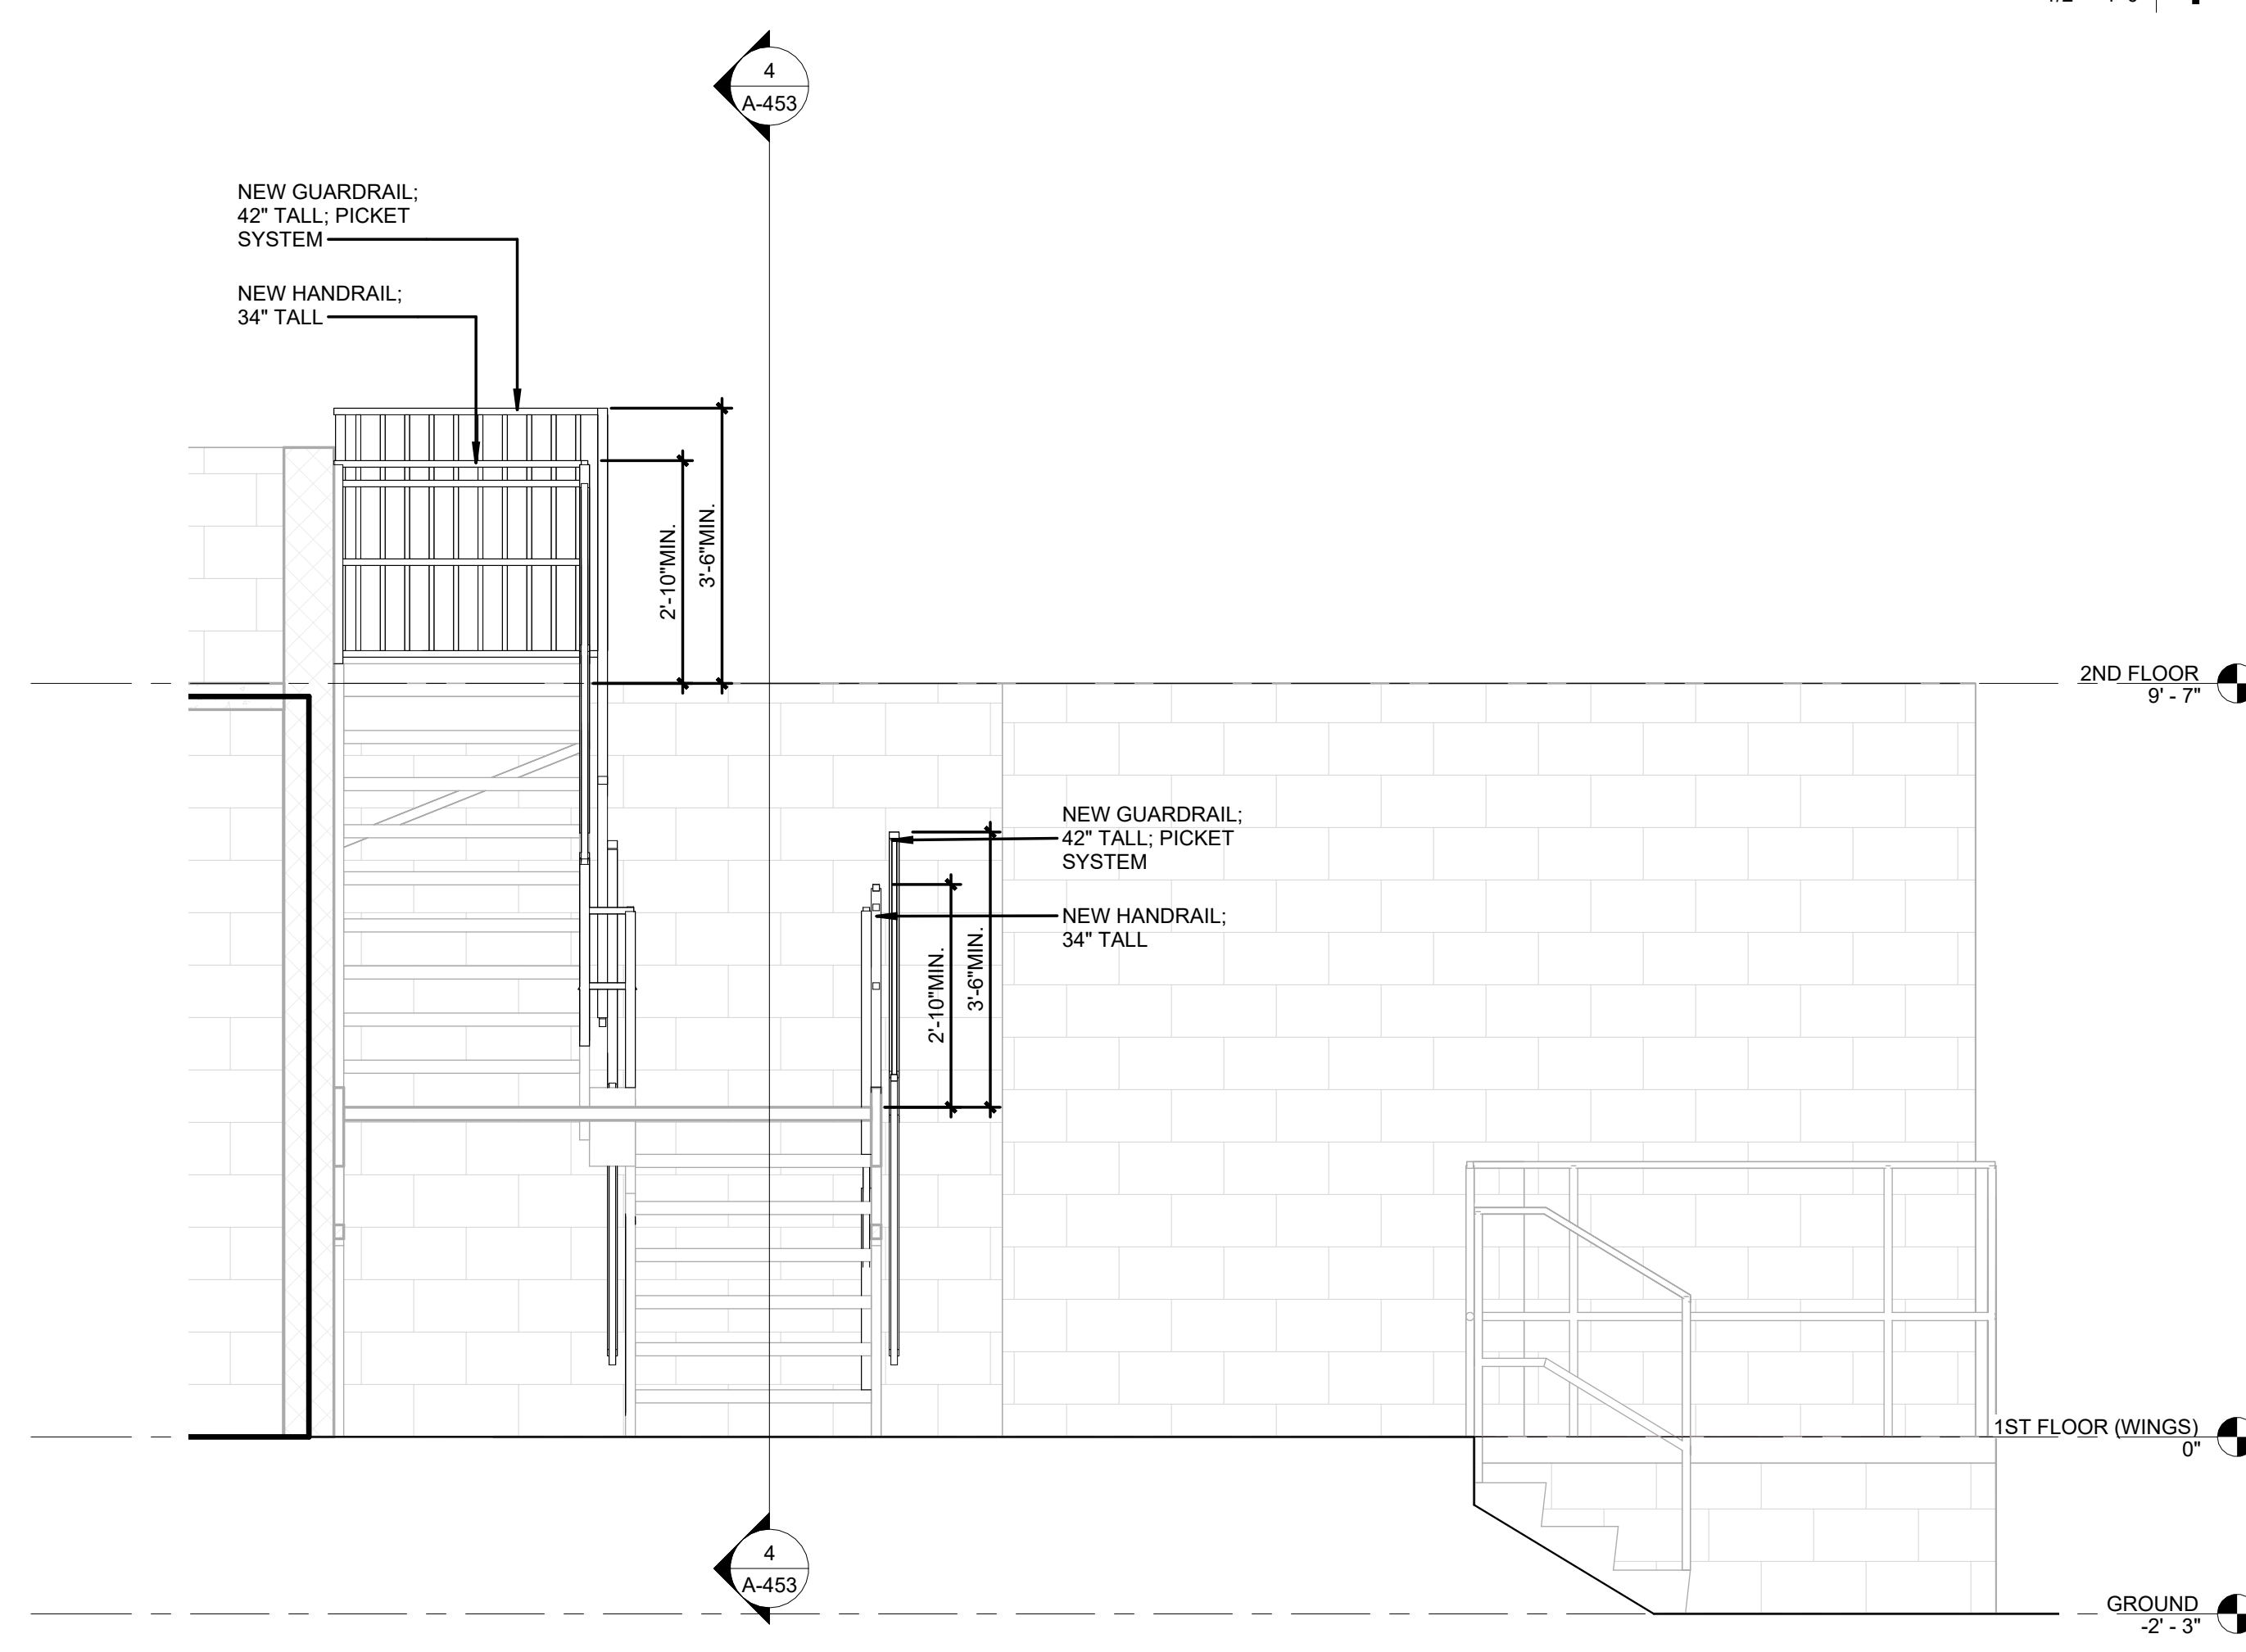 4
A-453
NEW GUARDRAIL;
42" TALL; PICKET
SYSTEM
NEW HANDRAIL;
34" TALL
2'-10"MIN.
3'-6"MIN.
2ND FLOOR
9' - 7"
NEW GUARDRAIL;
42" TALL; PICKET
SYSTEM
NEW HANDRAIL;
34" TALL
2'-10"MIN.
3'-6"MIN.
1ST FLOOR (WINGS)
0"
4
A-453
GROUND
-2' - 3"